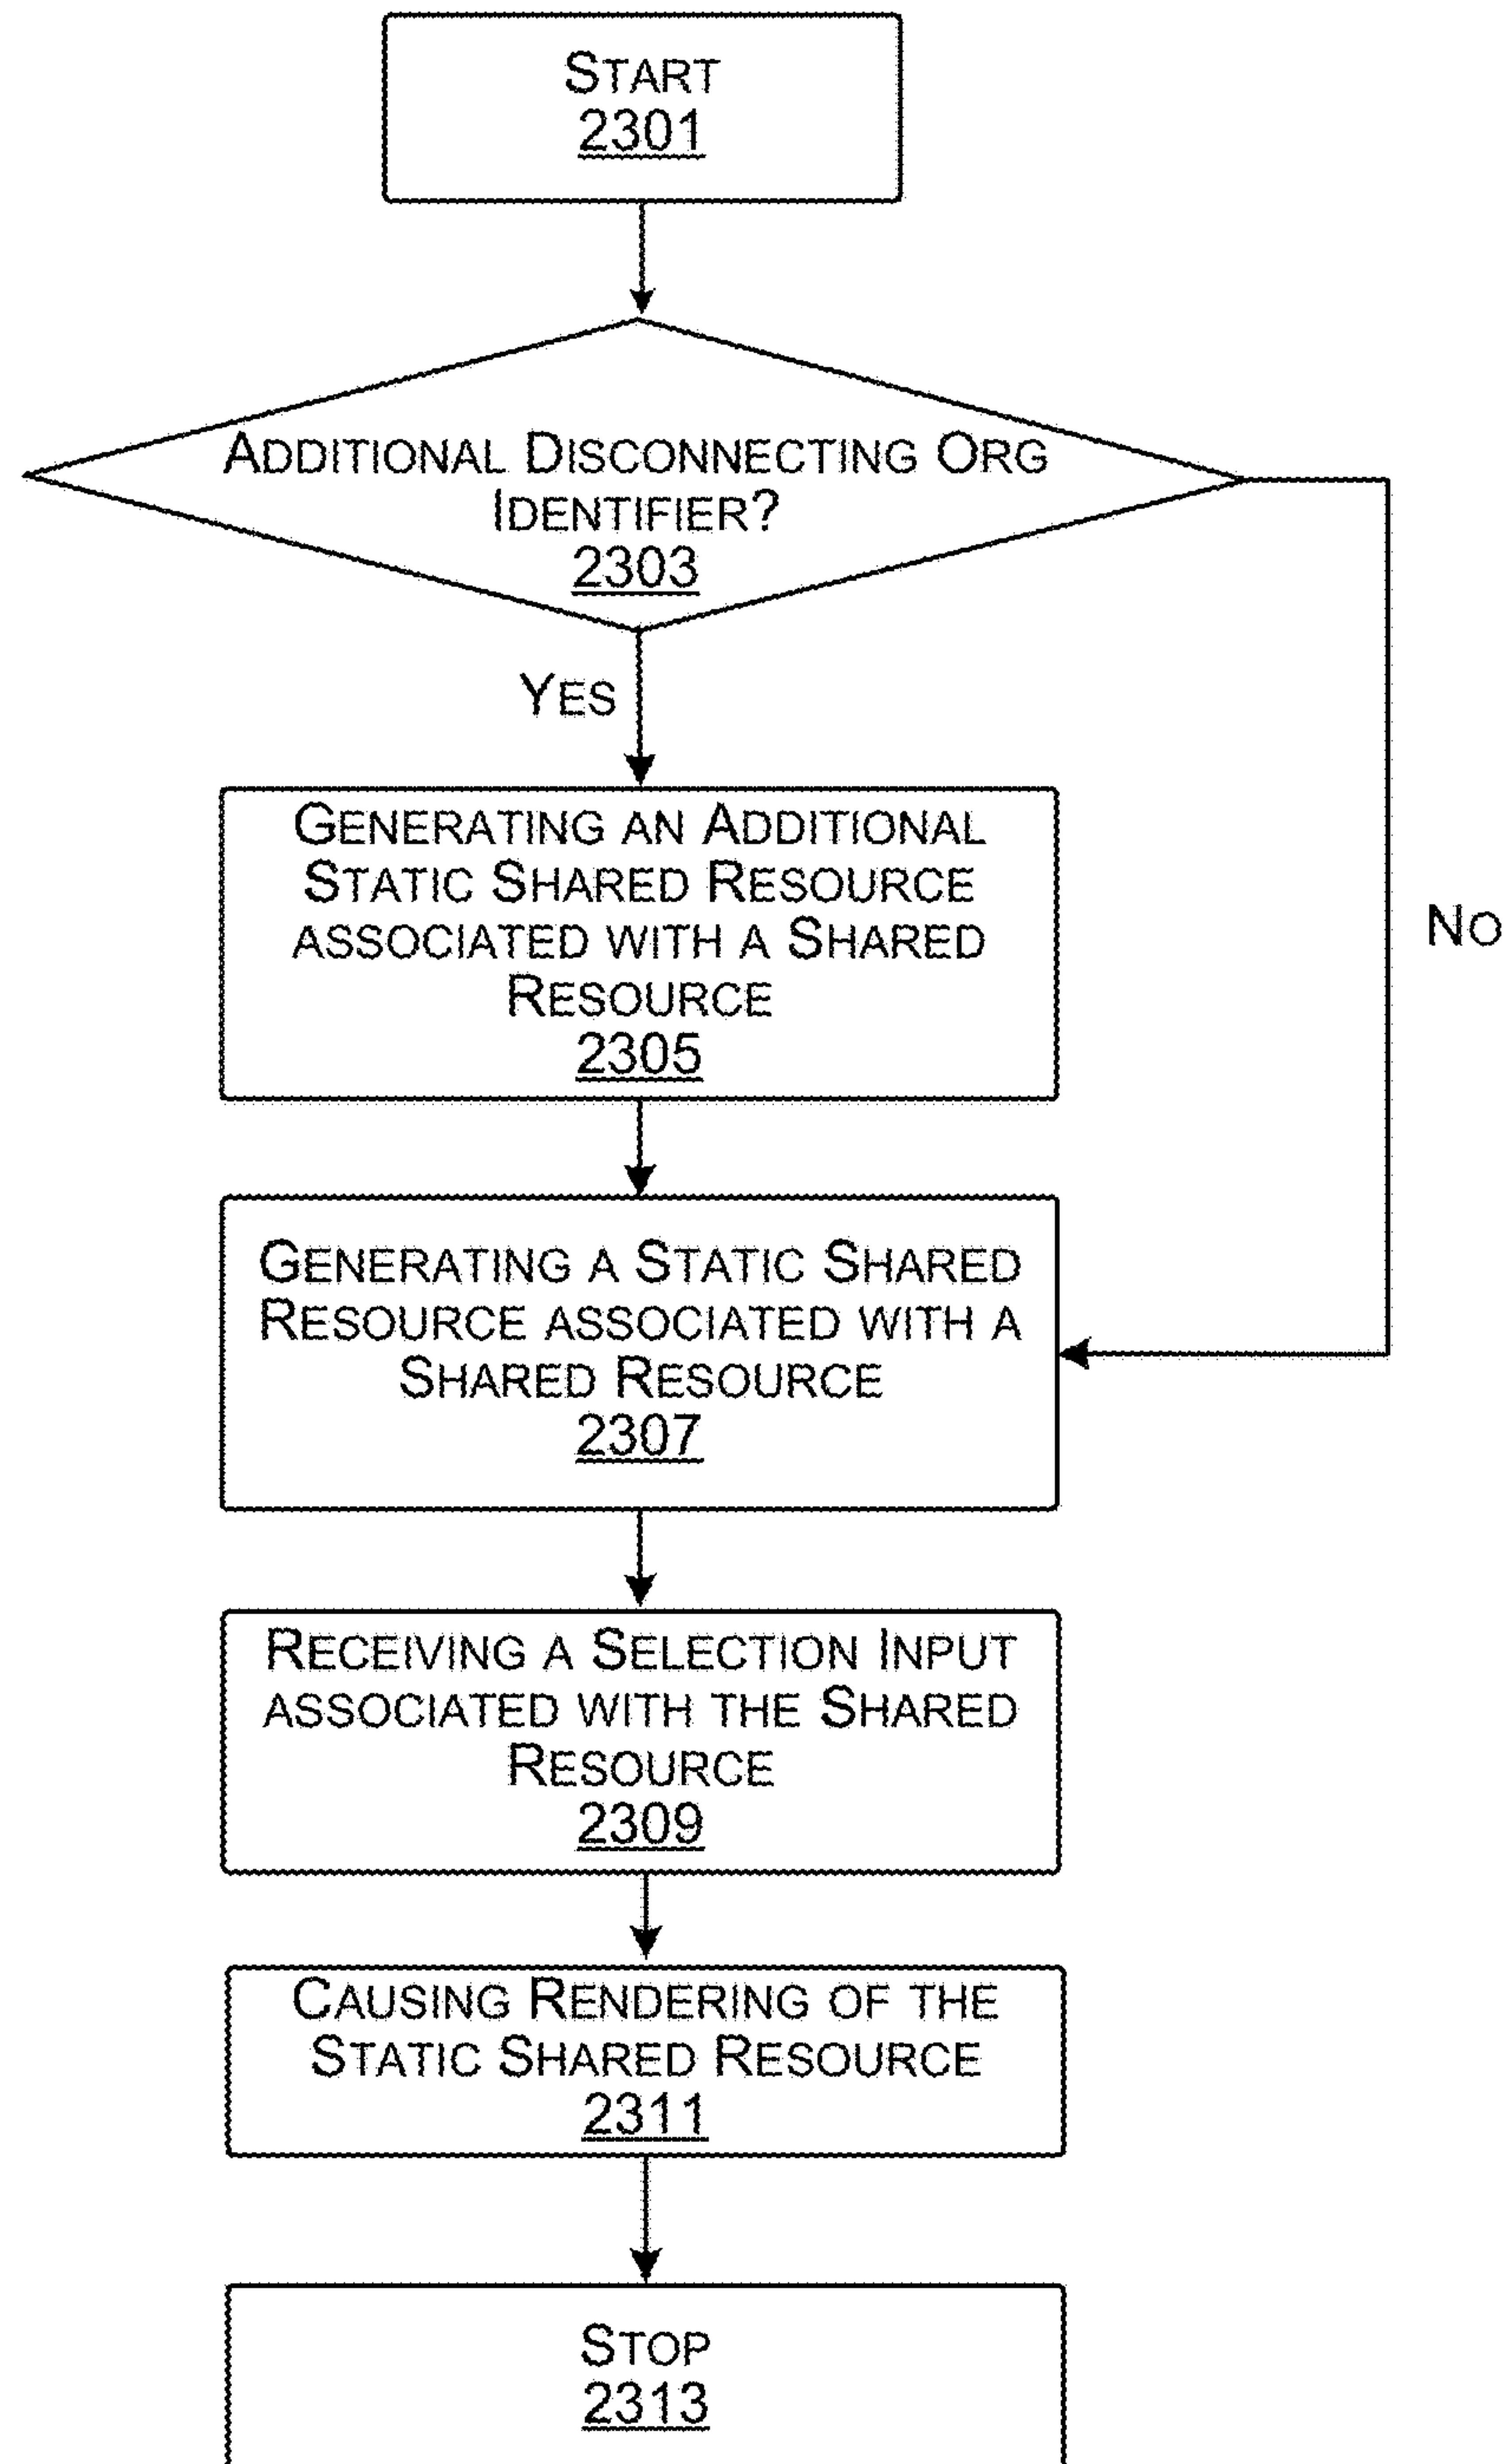 START
2301
ADDITIONAL DISCONNECTING ORG
IDENTIFIER?
2303
YES
NO
GENERATING AN ADDITIONAL
STATIC SHARED RESOURCE
ASSOCIATED WITH A SHARED
RESOURCE
2305
GENERATING A STATIC SHARED
RESOURCE ASSOCIATED WITH A
SHARED RESOURCE
2307
RECEIVING A SELECTION INPUT
ASSOCIATED WITH THE SHARED
RESOURCE
2309
CAUSING RENDERING OF THE
STATIC SHARED RESOURCE
2311
STOP
2313